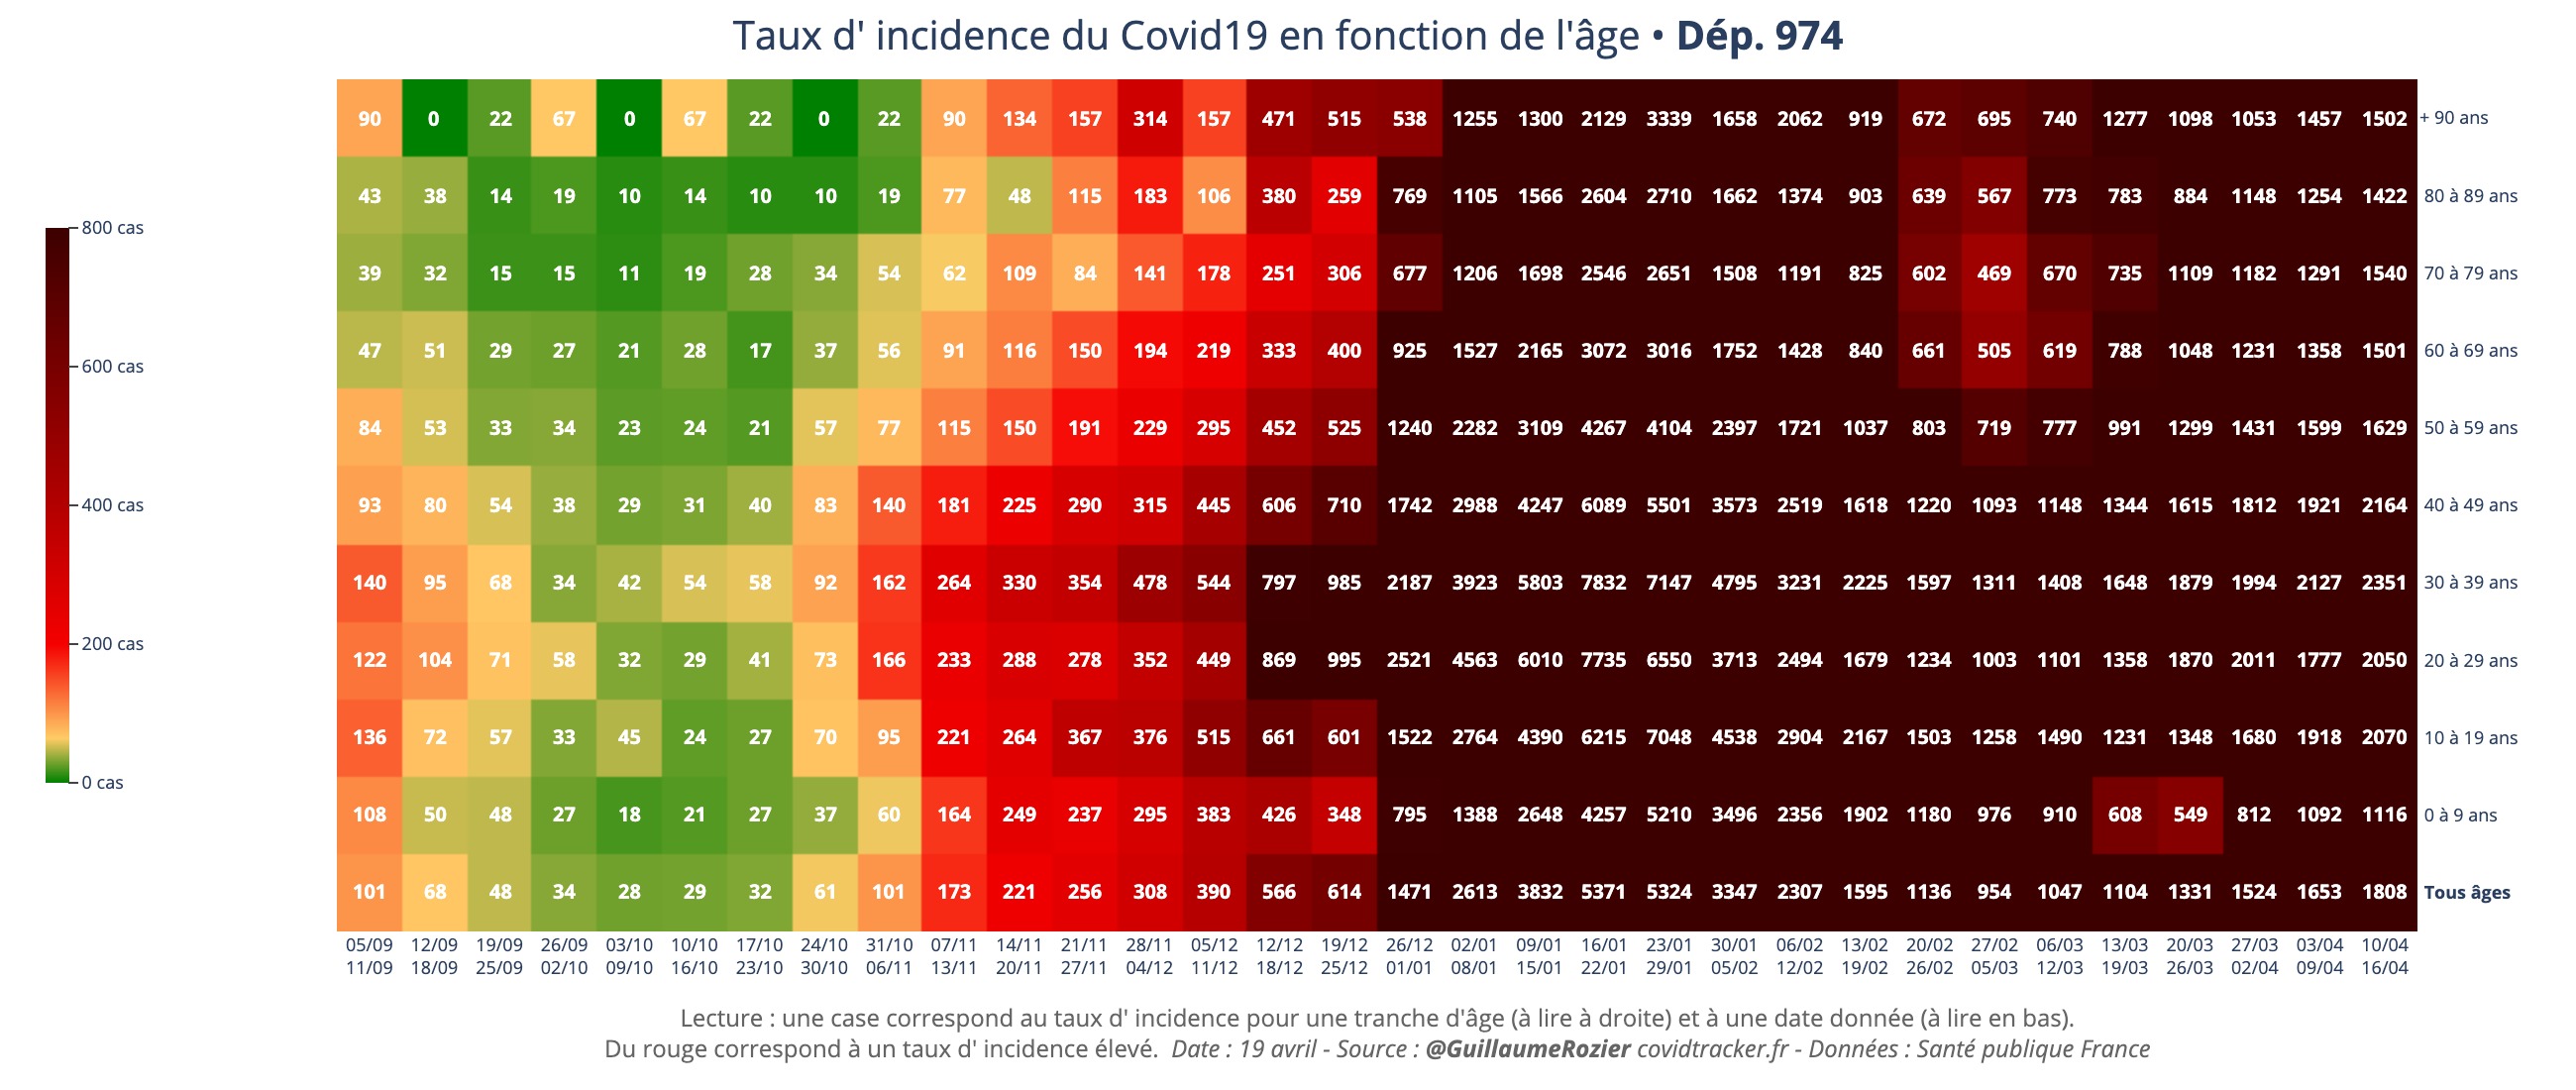 Taux d' incidence du Covid19 en fonction de l'âge • Dép. 974
800 cas
600 cas
400 cas
200 cas
0 cas
90 0 22 67 0 67 22 0 22 90 134 157 314 157 471 515 538 1255 1300 2129 3339 1658 2062 919 672 695 740 1277 1098 1053 1457 1502 + 90 ans
43 38 14 19 10 14 10 10 19 77 48 115 183 106 380 259 769 1105 1566 2604 2710 1662 1374 903 639 567 773 783 884 1148 1254 1422 80 à 89 ans
39 32 15 15 11 19 28 34 54 62 109 84 141 178 251 306 677 1206 1698 2546 2651 1508 1191 825 602 469 670 735 1109 1182 1291 1540 70 à 79 ans
47 51 29 27 21 28 17 37 56 91 116 150 194 219 333 400 925 1527 2165 3072 3016 1752 1428 840 661 505 619 788 1048 1231 1358 1501 60 à 69 ans
84 53 33 34 23 24 21 57 77 115 150 191 229 295 452 525 1240 2282 3109 4267 4104 2397 1721 1037 803 719 777 991 1299 1431 1599 1629 50 à 59 ans
93 80 54 38 29 31 40 83 140 181 225 290 315 445 606 710 1742 2988 4247 6089 5501 3573 2519 1618 1220 1093 1148 1344 1615 1812 1921 2164 40 à 49 ans
140 95 68 34 42 54 58 92 162 264 330 354 478 544 797 985 2187 3923 5803 7832 7147 4795 3231 2225 1597 1311 1408 1648 1879 1994 2127 2351 30 à 39 ans
122 104 71 58 32 29 41 73 166 233 288 278 352 449 869 995 2521 4563 6010 7735 6550 3713 2494 1679 1234 1003 1101 1358 1870 2011 1777 2050 20 à 29 ans
136 72 57 33 45 24 27 70 95 221 264 367 376 515 661 601 1522 2764 4390 6215 7048 4538 2904 2167 1503 1258 1490 1231 1348 1680 1918 2070 10 à 19 ans
108 50 48 27 18 21 27 37 60 164 249 237 295 383 426 348 795 1388 2648 4257 5210 3496 2356 1902 1180 976 910 608 549 812 1092 1116 0 à 9 ans
101 68 48 34 28 29 32 61 101 173 221 256 308 390 566 614 1471 2613 3832 5371 5324 3347 2307 1595 1136 954 1047 1104 1331 1524 1653 1808 Tous âges
05/09 12/09 19/09 26/09 03/10 10/10 17/10 24/10 31/10 07/11 14/11 21/11 28/11 05/12 12/12 19/12 26/12 02/01 09/01 16/01 23/01 30/01 06/02 13/02 20/02 27/02 06/03 13/03 20/03 27/03 03/04 10/04
11/09 18/09 25/09 02/10 09/10 16/10 23/10 30/10 06/11 13/11 20/11 27/11 04/12 11/12 18/12 25/12 01/01 08/01 15/01 22/01 29/01 05/02 12/02 19/02 26/02 05/03 12/03 19/03 26/03 02/04 09/04 16/04
Lecture : une case correspond au taux d' incidence pour une tranche d'âge (à lire à droite) et à une date donnée (à lire en bas).
Du rouge correspond à un taux d' incidence élevé. Date : 19 avril - Source : @GuillaumeRozier covidtracker.fr - Données : Santé publique France